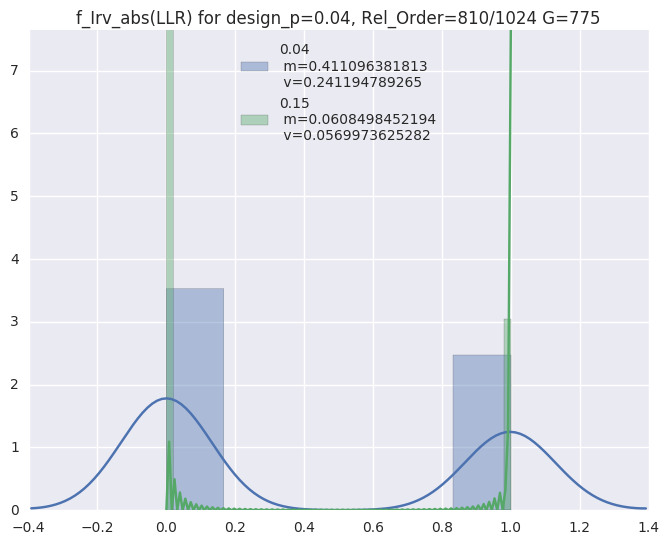 f_Irv_abs(LLR) for design_p=0.04, Rel_Order=810/1024 G=775
0.04
m=0.411096381813
v=0.241194789265
0.15
m=0.0608498452194
v=0.0569973625282
7
6
5
4
3
2
1
0
−0.4 −0.2 0.0 0.2 0.4 0.6 0.8 1.0 1.2 1.4